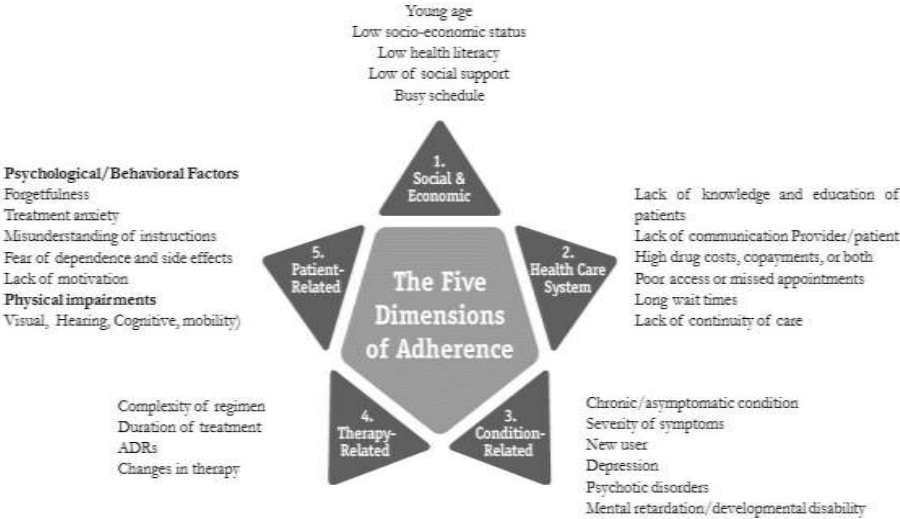 Young age
Low socio-economic status
Low health literacy
Low of social support
Busy schedule
1.
Social &
Economic
Psychological/Behavioral Factors
Forgetfulness
Treatment anxiety
Misunderstanding of instructions
Fear of dependence and side effects
Lack of motivation
Physical impairments
Visual, Hearing, Cognitive, mobility)
5.
Patient-
Related
The Five
Dimensions
of Adherence
2.
Health Care
System
Lack of knowledge and education of
patients
Lack of communication Provider/patient
High drug costs, copayments, or both
Poor access or missed appointments
Long wait times
Lack of continuity of care
Complexity of regimen
Duration of treatment
ADRs
Changes in therapy
4.
Therapy-
Related
3.
Condition-
Related
Chronic/asymptomatic condition
Severity of symptoms
New user
Depression
Psychotic disorders
Mental retardation/developmental disability